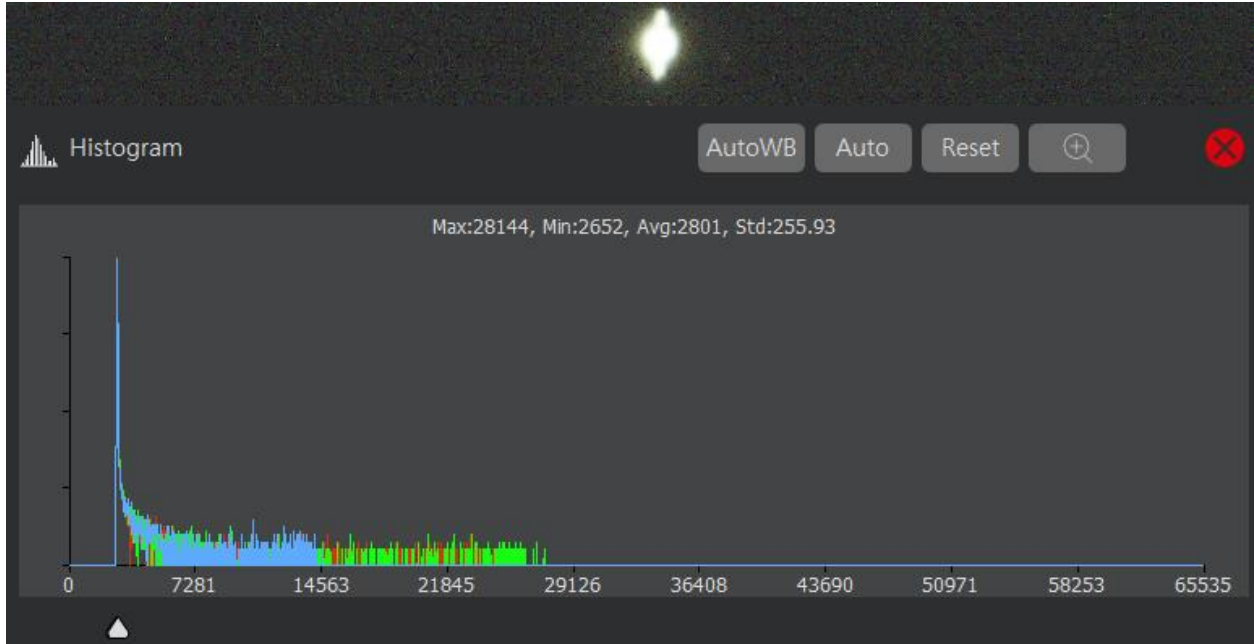 Histogram AutoWB Auto Reset
Max:28144, Min:2652, Avg:2801, Std:255.93
0 7281 14563 21845 29126 36408 43690 50971 58253 65535